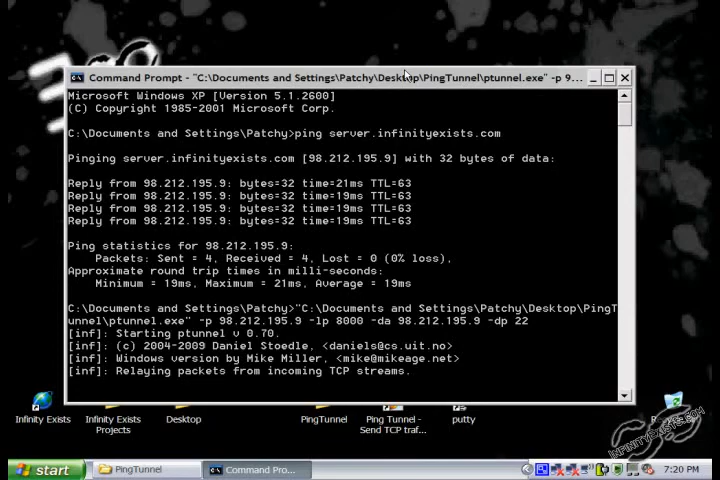 Command Prompt - "C:\Documents and Settings\Patchy\Desktop\PingTunnel\ptunnel.exe" -p 9...
Microsoft Windows XP [Version 5.1.2600]
(C) Copyright 1985-2001 Microsoft Corp.
C:\Documents and Settings\Patchy>ping server.infinityexists.com
Pinging server.infinityexists.com [98.212.195.9] with 32 bytes of data:
Reply from 98.212.195.9: bytes=32 time=21ms TTL=63
Reply from 98.212.195.9: bytes=32 time=19ms TTL=63
Reply from 98.212.195.9: bytes=32 time=19ms TTL=63
Reply from 98.212.195.9: bytes=32 time=19ms TTL=63
Ping statistics for 98.212.195.9:
Packets: Sent = 4, Received = 4, Lost = 0 (0% loss),
Approximate round trip times in milli-seconds:
Minimum = 19ms, Maximum = 21ms, Average = 19ms
C:\Documents and Settings\Patchy>"C:\Documents and Settings\Patchy\Desktop\PingT
unnel\ptunnel.exe" -p 98.212.195.9 -lp 8000 -da 98.212.195.9 -dp 22
[inf]: Starting ptunnel v 0.70.
[inf]: (c) 2004-2009 Daniel Stoedle, <daniels@cs.uit.no>
[inf]: Windows version by Mike Miller, <mike@mikeage.net>
[inf]: Relaying packets from incoming TCP streams.
Infinity Exists
Infinity Exists
Projects
Desktop
PingTunnel
Ping Tunnel -
Send TCP traf...
putty
INFINITYEXISTS.COM
start
PingTunnel
Command Pro...
7:20 PM